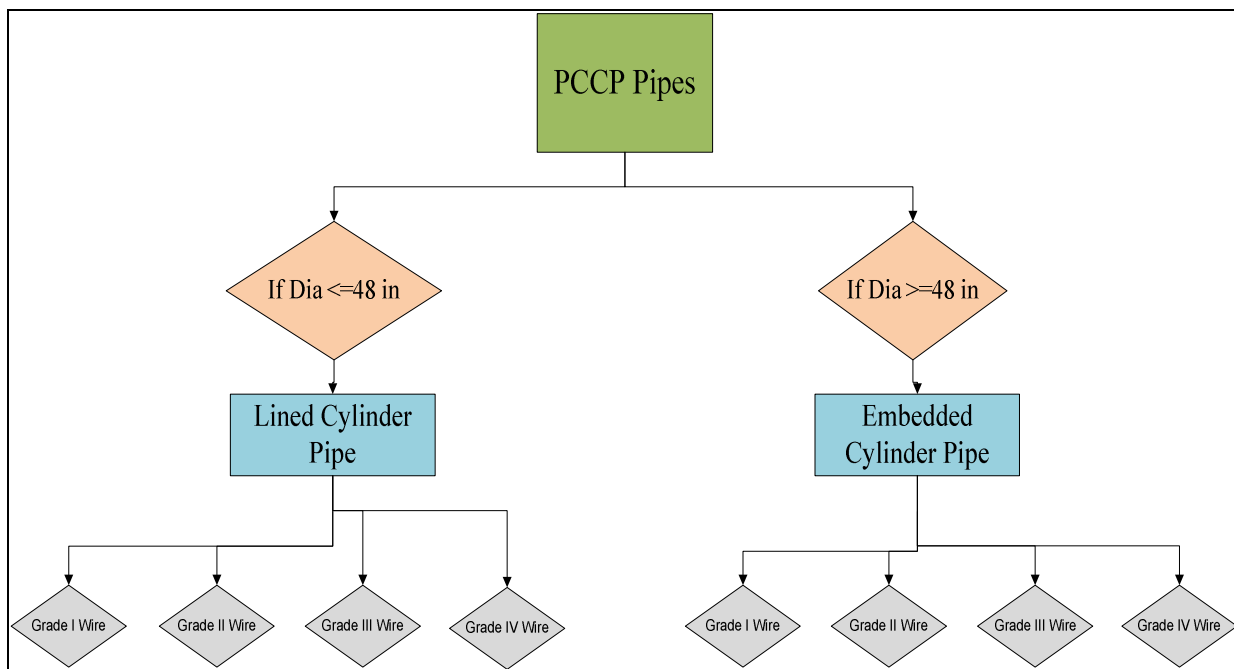 PCCP Pipes
If Dia <=48 in
If Dia >=48 in
Lined Cylinder
Pipe
Embedded
Cylinder Pipe
Grade I Wire
Grade II Wire
Grade III Wire
Grade IV Wire
Grade I Wire
Grade II Wire
Grade III Wire
Grade IV Wire